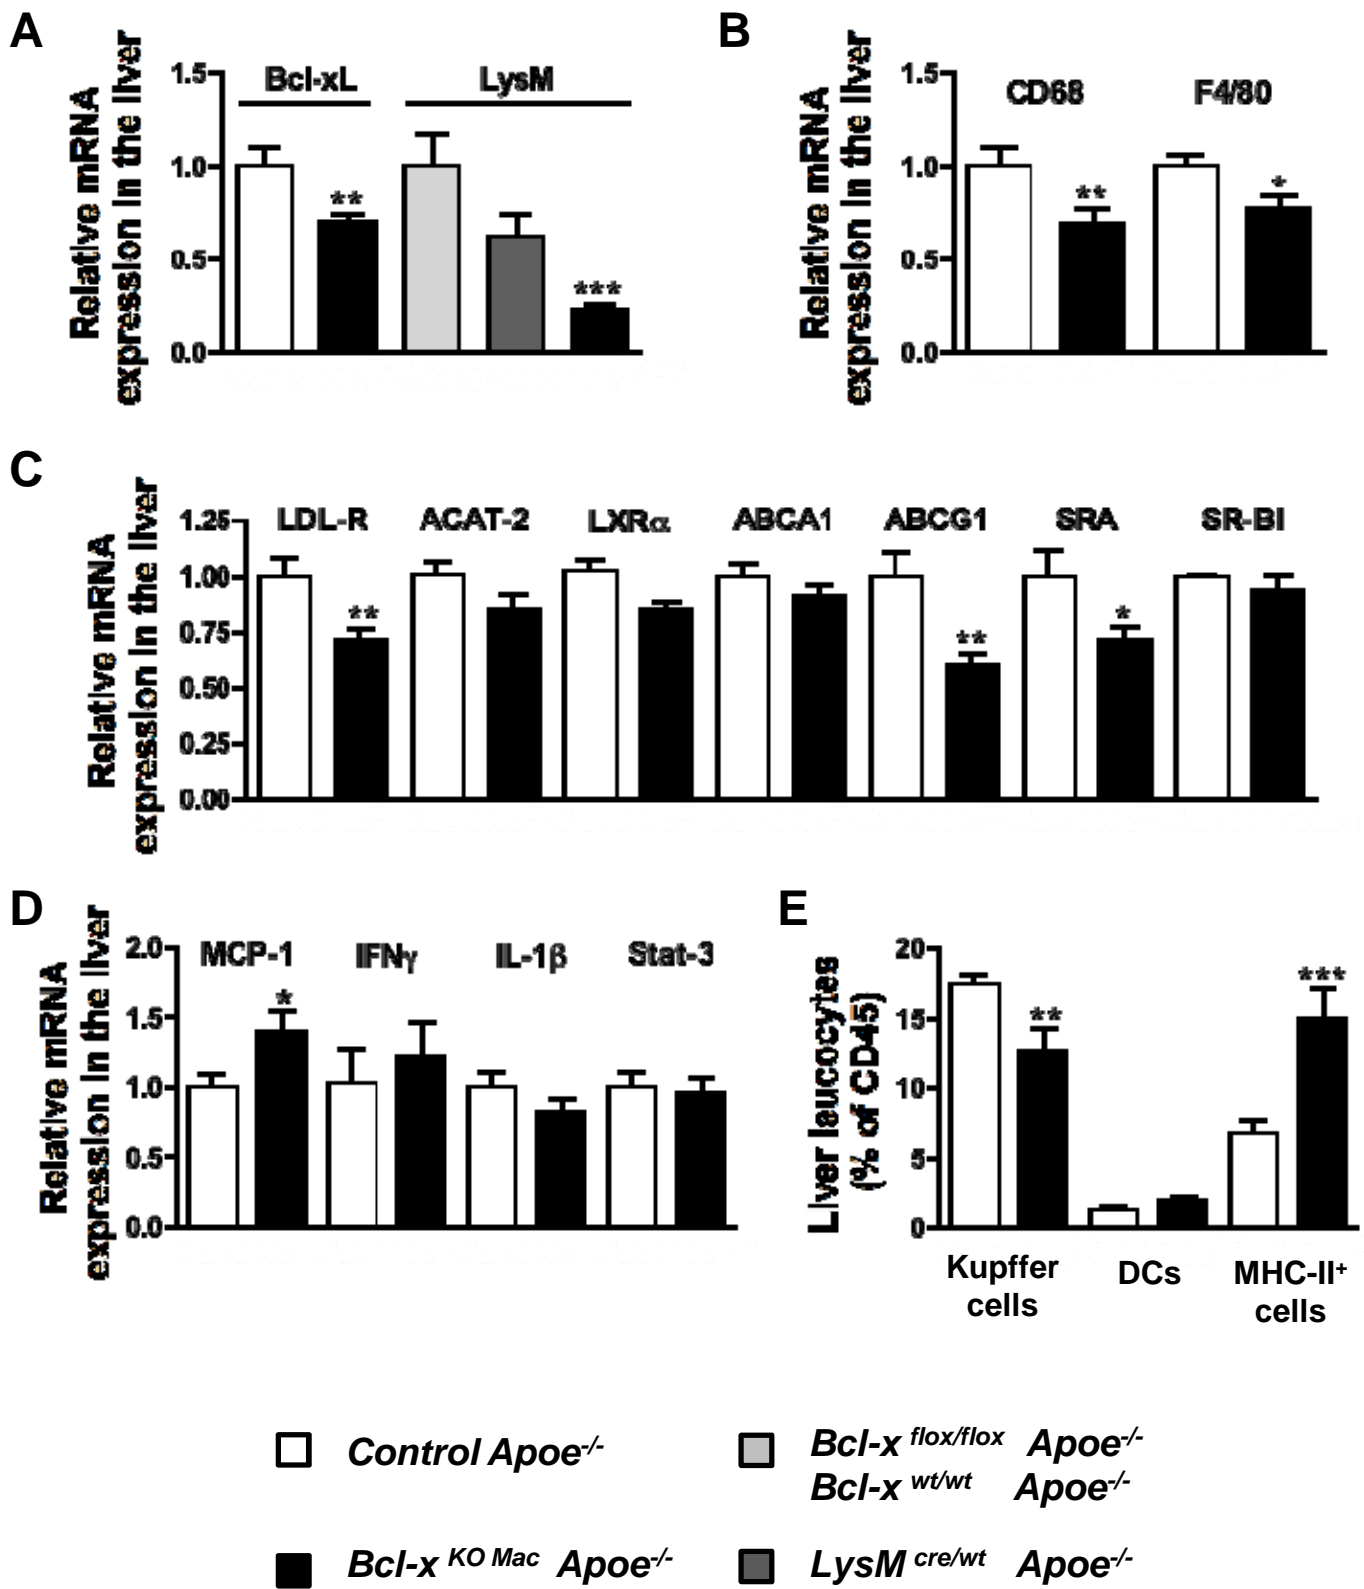 A
Relative mRNA
expression in the liver
1.5
1.0
0.5
0.0
Bcl-xL
LysM
**
***
B
Relative mRNA
expression in the liver
1.5
1.0
0.5
0.0
CD68
F4/80
**
*
C
Relative mRNA
expression in the liver
1.25
1.00
0.75
0.50
0.25
0.00
LDL-R
ACAT-2
LXRα
ABCA1
ABCG1
SRA
SR-BI
**
**
*
D
Relative mRNA
expression in the liver
2.0
1.5
1.0
0.5
0.0
MCP-1
IFNγ
IL-1β
Stat-3
*
E
Liver leucocytes
(% of CD45)
20
15
10
5
0
**
***
Kupffer
cells
DCs
MHC-II⁺
cells
Control Apoe⁻/⁻
Bcl-x flox/flox Apoe⁻/⁻
Bcl-x wt/wt Apoe⁻/⁻
Bcl-x KO Mac Apoe⁻/⁻
LysM cre/wt Apoe⁻/⁻